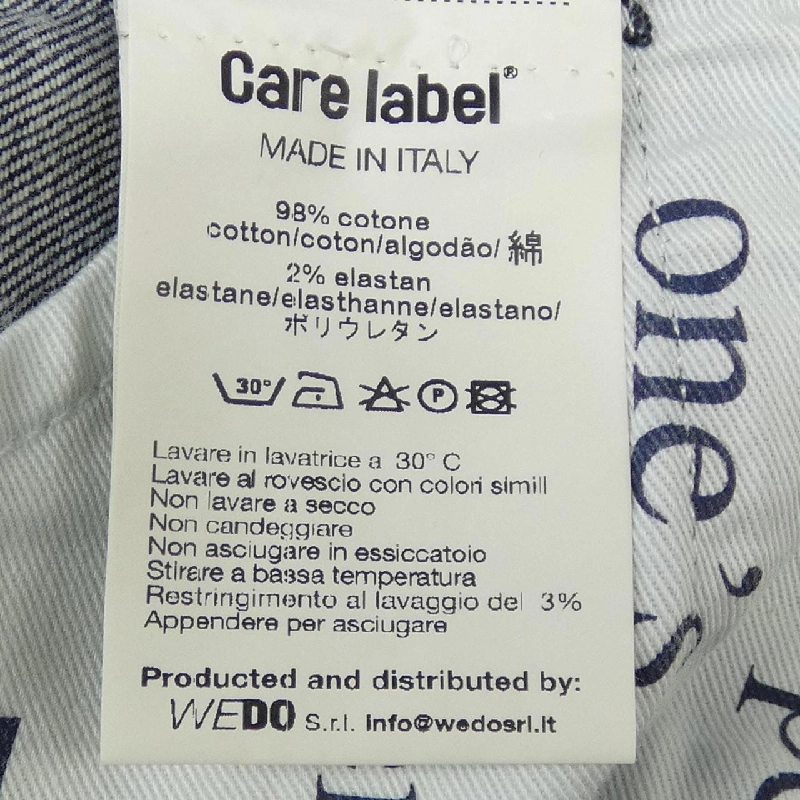 Care label®
MADE IN ITALY
98% cotone
cotton/coton/algodão/ 綿
2% elastan
elastane/elasthanne/elastano/
ポリウレタン
30°
P
Lavare in lavatrice a 30° C
Lavare al rovescio con colori simili
Non lavare a secco
Non candeggiare
Non asciugare in essiccatoio
Stirare a bassa temperatura
Restringimento al lavaggio del 3%
Appendere per asciugare
Producted and distributed by:
WEDO S.r.l. info@wedosrl.it
one's